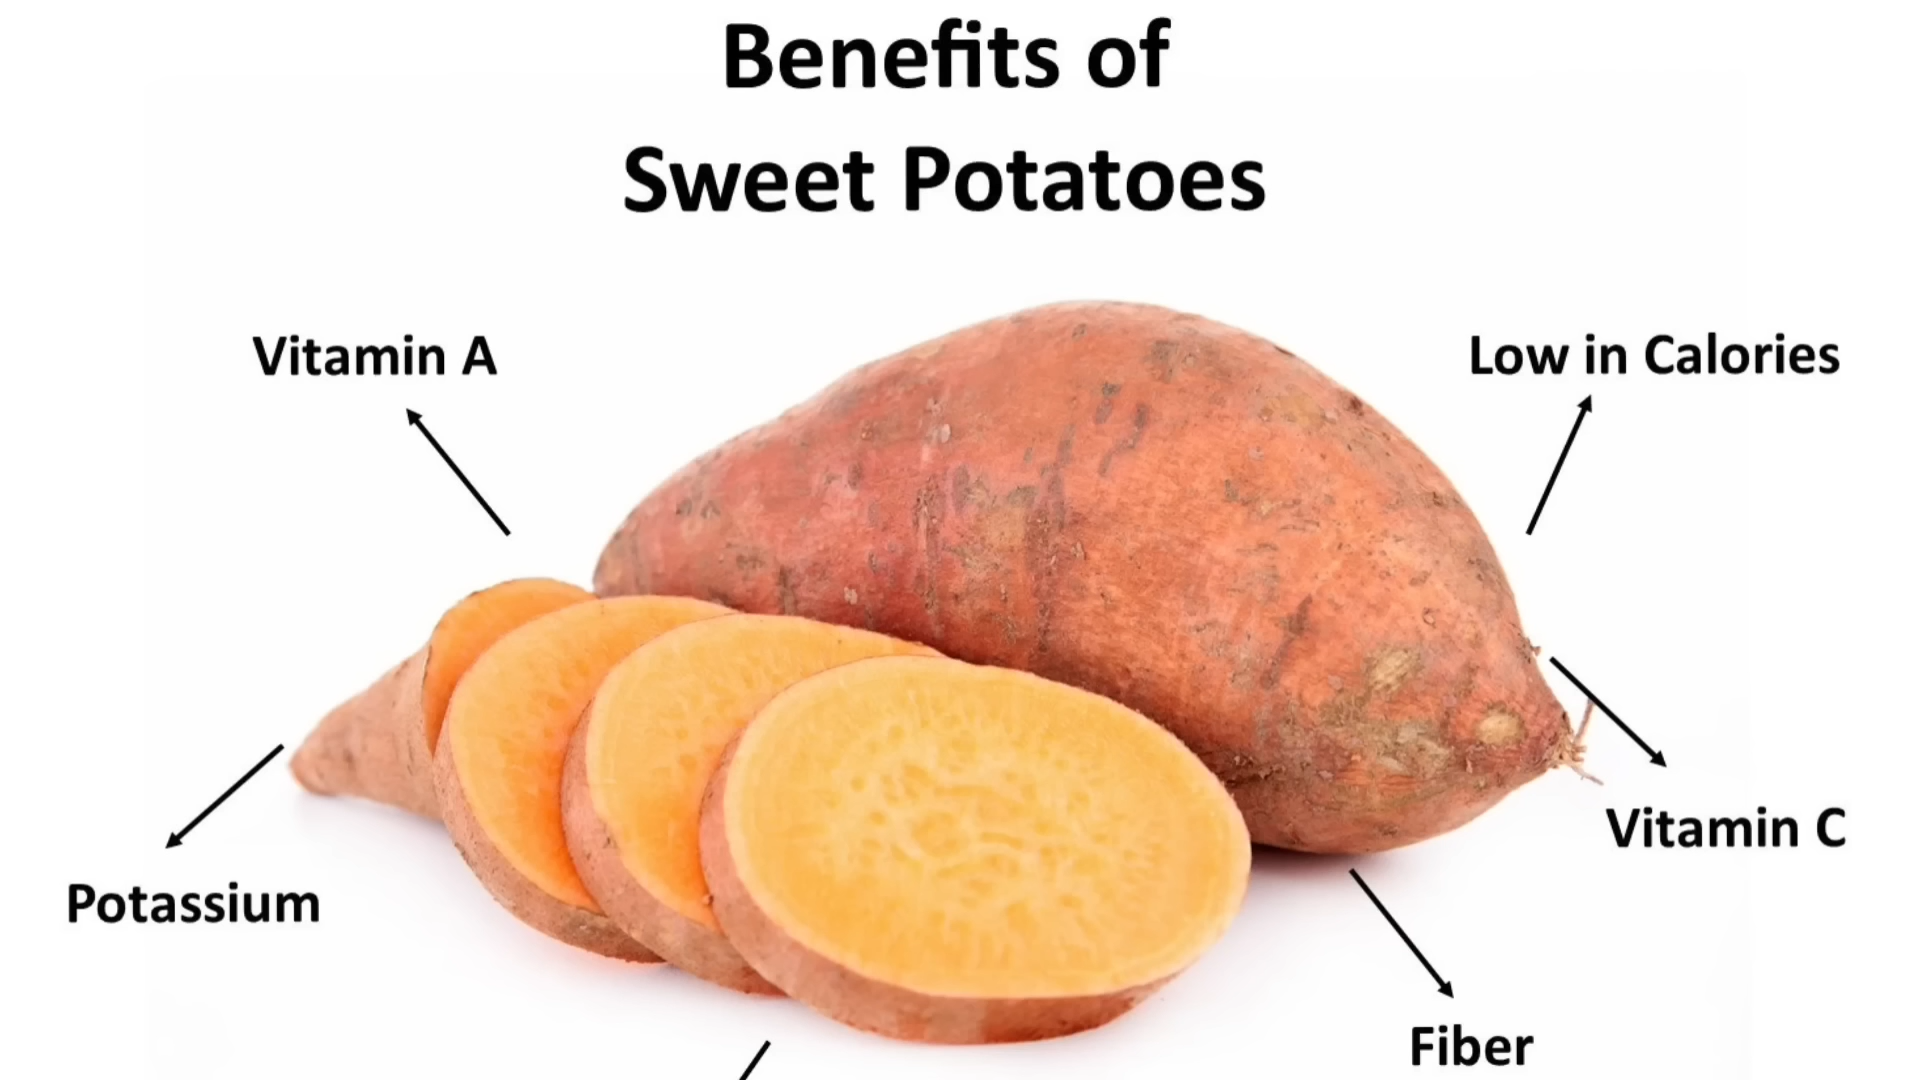 Benefits of
Sweet Potatoes
Vitamin A
Low in Calories
Vitamin C
Potassium
Fiber